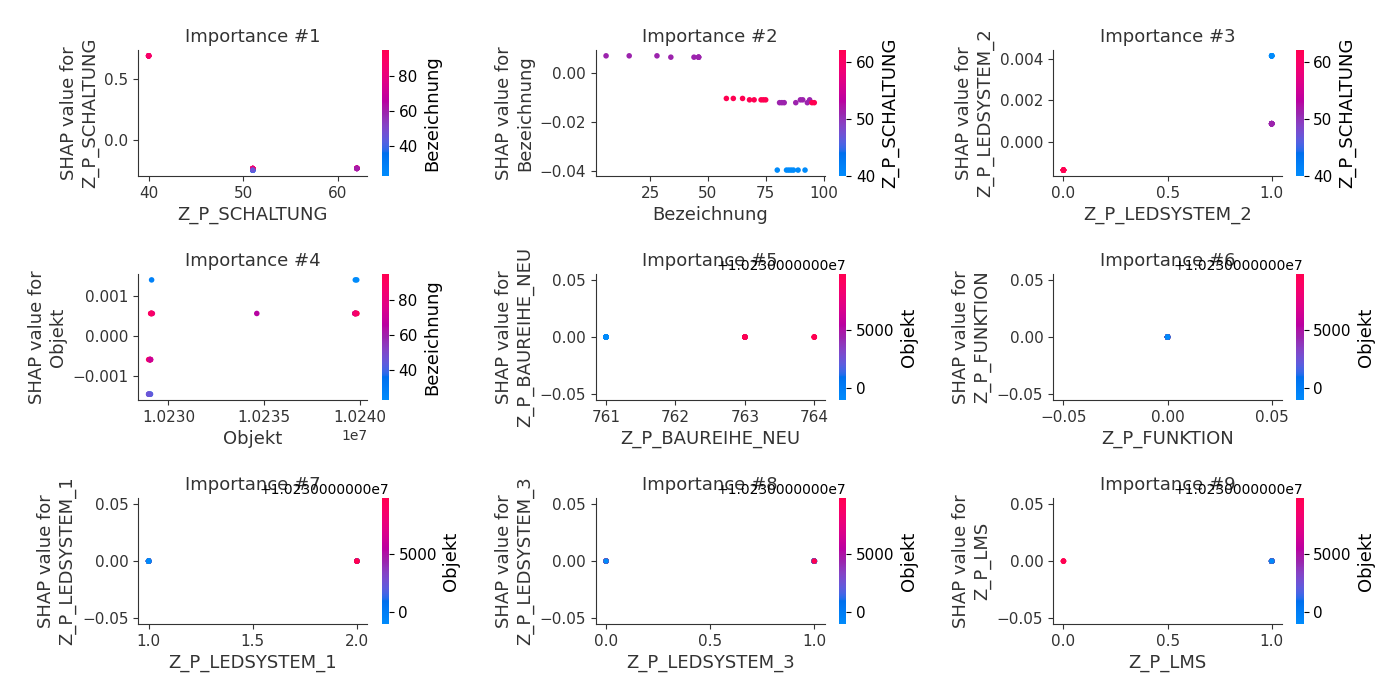 Importance #1
SHAP value for
Z_P_SCHALTUNG
0.5
0.0
40
50
60
Z_P_SCHALTUNG
80
60
40
Bezeichnung
Importance #2
SHAP value for
Bezeichnung
0.00
−0.02
−0.04
25
50
75
100
Bezeichnung
60
50
40
Z_P_SCHALTUNG
Importance #3
SHAP value for
Z_P_LEDSYSTEM_2
0.004
0.002
0.000
0.0
0.5
1.0
Z_P_LEDSYSTEM_2
60
50
40
Z_P_SCHALTUNG
Importance #4
SHAP value for
Objekt
0.001
0.000
−0.001
1.0230
1.0235
1.0240
1e7
Objekt
80
60
40
Bezeichnung
Importance #5
+1.0230000000e7
SHAP value for
Z_P_BAUREIHE_NEU
0.05
0.00
−0.05
761
762
763
764
Z_P_BAUREIHE_NEU
5000
0
Objekt
Importance #6
+1.0230000000e7
SHAP value for
Z_P_FUNKTION
0.05
0.00
−0.05
−0.05
0.00
0.05
Z_P_FUNKTION
5000
0
Objekt
Importance #7
+1.0230000000e7
SHAP value for
Z_P_LEDSYSTEM_1
0.05
0.00
−0.05
1.0
1.5
2.0
Z_P_LEDSYSTEM_1
5000
0
Objekt
Importance #8
+1.0230000000e7
SHAP value for
Z_P_LEDSYSTEM_3
0.05
0.00
−0.05
0.0
0.5
1.0
Z_P_LEDSYSTEM_3
5000
0
Objekt
Importance #9
+1.0230000000e7
SHAP value for
Z_P_LMS
0.05
0.00
−0.05
0.0
0.5
1.0
Z_P_LMS
5000
0
Objekt